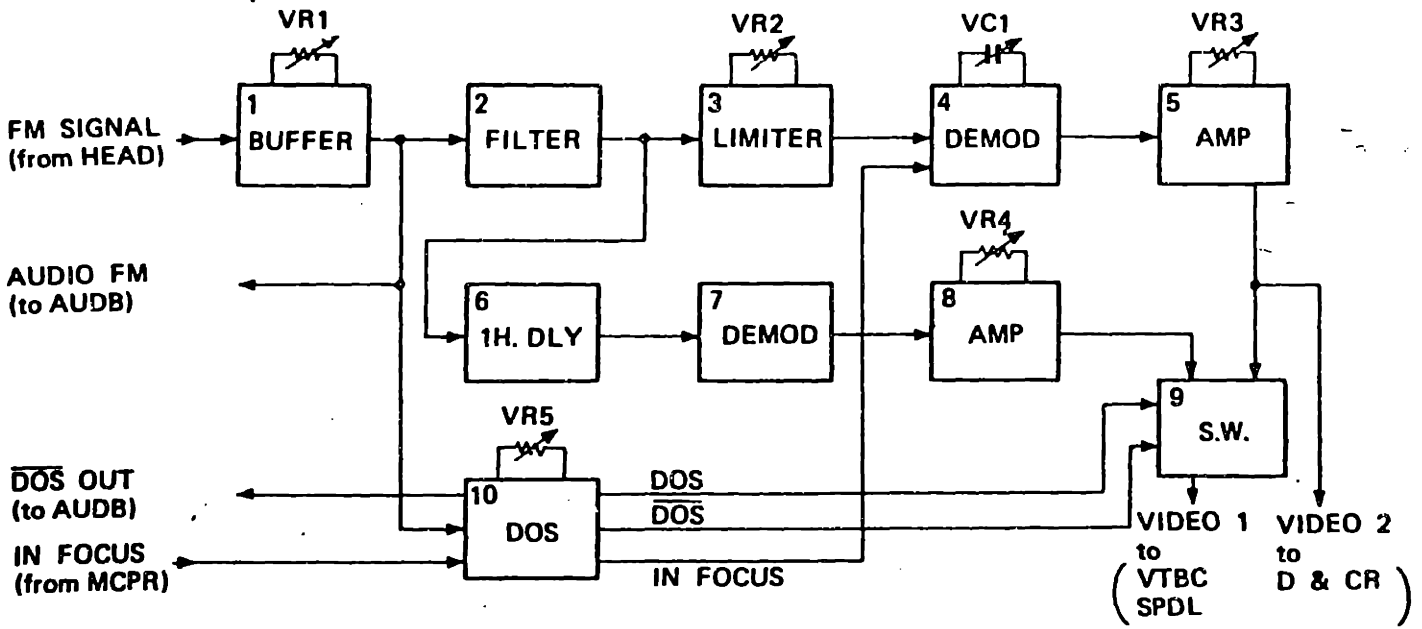 VR1
VR2
VC1
VR3
FM SIGNAL
(from HEAD)
1
BUFFER
2
FILTER
3
LIMITER
4
DEMOD
5
AMP
AUDIO FM
(to AUDB)
6
1H. DLY
7
DEMOD
VR4
8
AMP
9
S.W.
VR5
10
DOS
D̅O̅S̅ OUT
(to AUDB)
IN FOCUS
(from MCPR)
DOS
D̅O̅S̅
IN FOCUS
VIDEO 1
to
(VTBC
SPDL
VIDEO 2
to
D & CR)